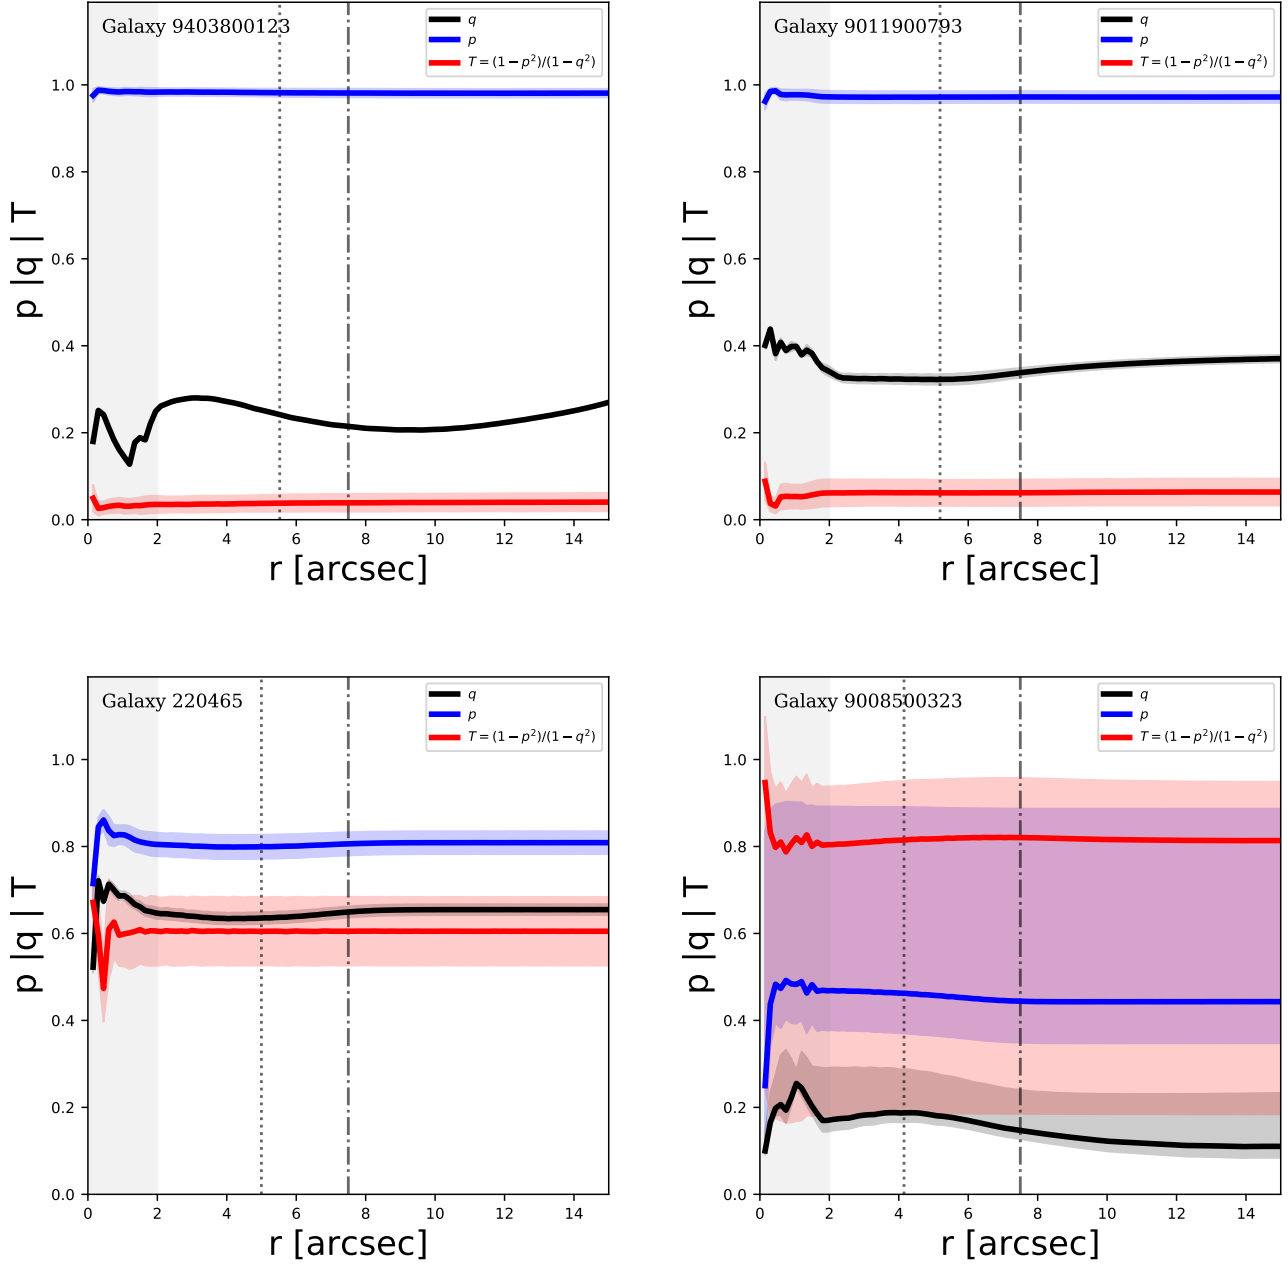 Galaxy 9403800123
q
p
T = (1−p²)/(1−q²)
p |q | T
1.0
0.8
0.6
0.4
0.2
0.0
0 2 4 6 8 10 12 14
r [arcsec]
Galaxy 9011900793
q
p
T = (1−p²)/(1−q²)
p |q | T
1.0
0.8
0.6
0.4
0.2
0.0
0 2 4 6 8 10 12 14
r [arcsec]
Galaxy 220465
q
p
T = (1−p²)/(1−q²)
p |q | T
1.0
0.8
0.6
0.4
0.2
0.0
0 2 4 6 8 10 12 14
r [arcsec]
Galaxy 9008500323
q
p
T = (1−p²)/(1−q²)
p |q | T
1.0
0.8
0.6
0.4
0.2
0.0
0 2 4 6 8 10 12 14
r [arcsec]